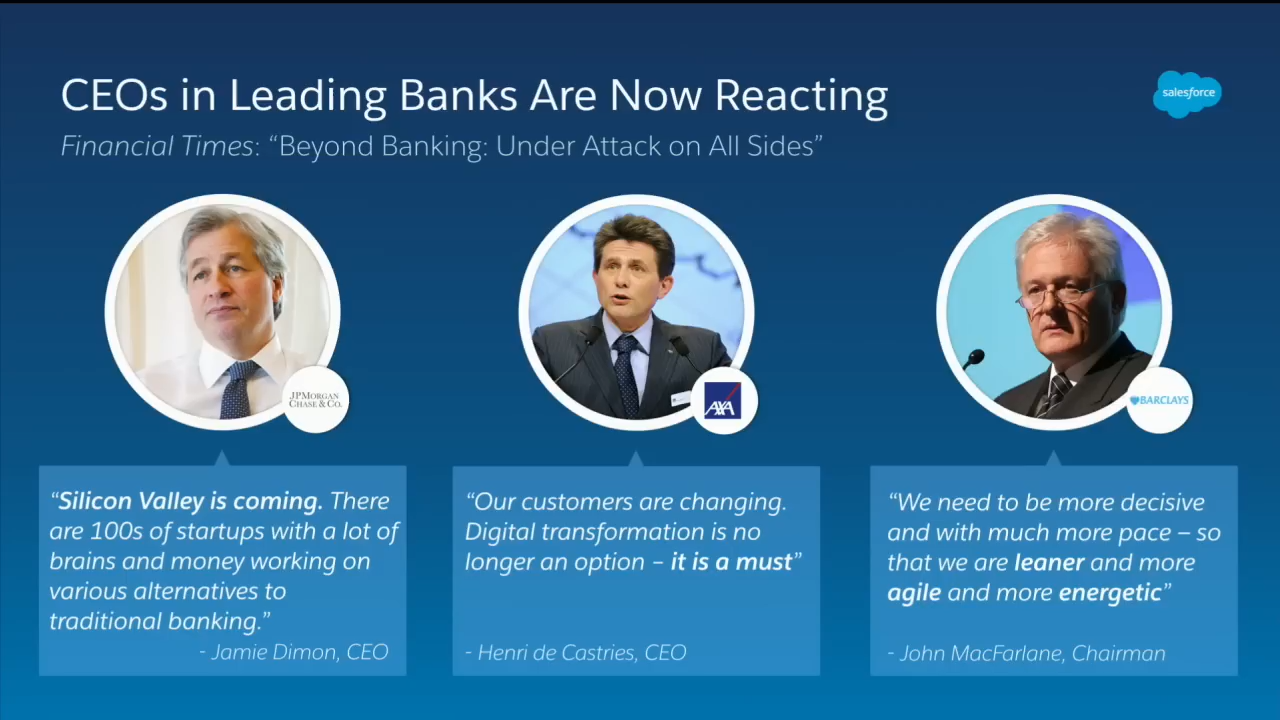 CEOs in Leading Banks Are Now Reacting
salesforce
Financial Times: “Beyond Banking: Under Attack on All Sides”
JPMORGAN
CHASE & CO.
AXA
BARCLAYS
“Silicon Valley is coming. There
are 100s of startups with a lot of
brains and money working on
various alternatives to
traditional banking.”
- Jamie Dimon, CEO
“Our customers are changing.
Digital transformation is no
longer an option – it is a must”
- Henri de Castries, CEO
“We need to be more decisive
and with much more pace – so
that we are leaner and more
agile and more energetic”
- John MacFarlane, Chairman